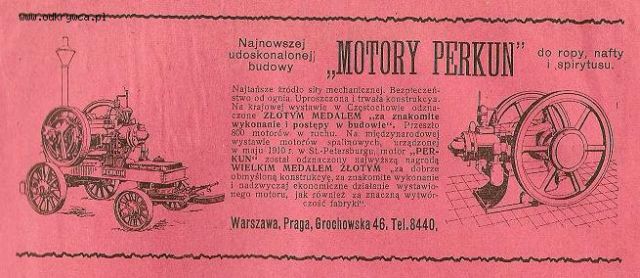 www.odkrywca.pl
Najnowszej
udoskonalonej
budowy
„MOTORY PERKUN”
do ropy, nafty
i spirytusu.
Najtańsze źródło siły mechanicznej. Bezpieczeń-
stwo od ognia. Uproszczona i trwała konstrukcya.
Na krajowej wystawie w Częstochowie odzna-
czone ZŁOTYM MEDALEM „za znakomite
wykonanie i postępy w budowie“. Przeszło
800 motorów w ruchu. Na międzynarodowej
wystawie motorów spalinowych, urządzonej
w maju 1910 r. w St.-Petersburgu, motor „PER-
KUN“ został odznaczony najwyższą nagrodą
WIELKIM MEDALEM ZŁOTYM „za dobrze
obmyśloną konstrukcyę, za znakomite wykonanie
i nadzwyczaj ekonomiczne działanie wystawio-
nego motoru, jak również za znaczną wytwór-
czość fabryki“.
PERKUN
Warszawa, Praga, Grochowska 46. Tel. 8440.